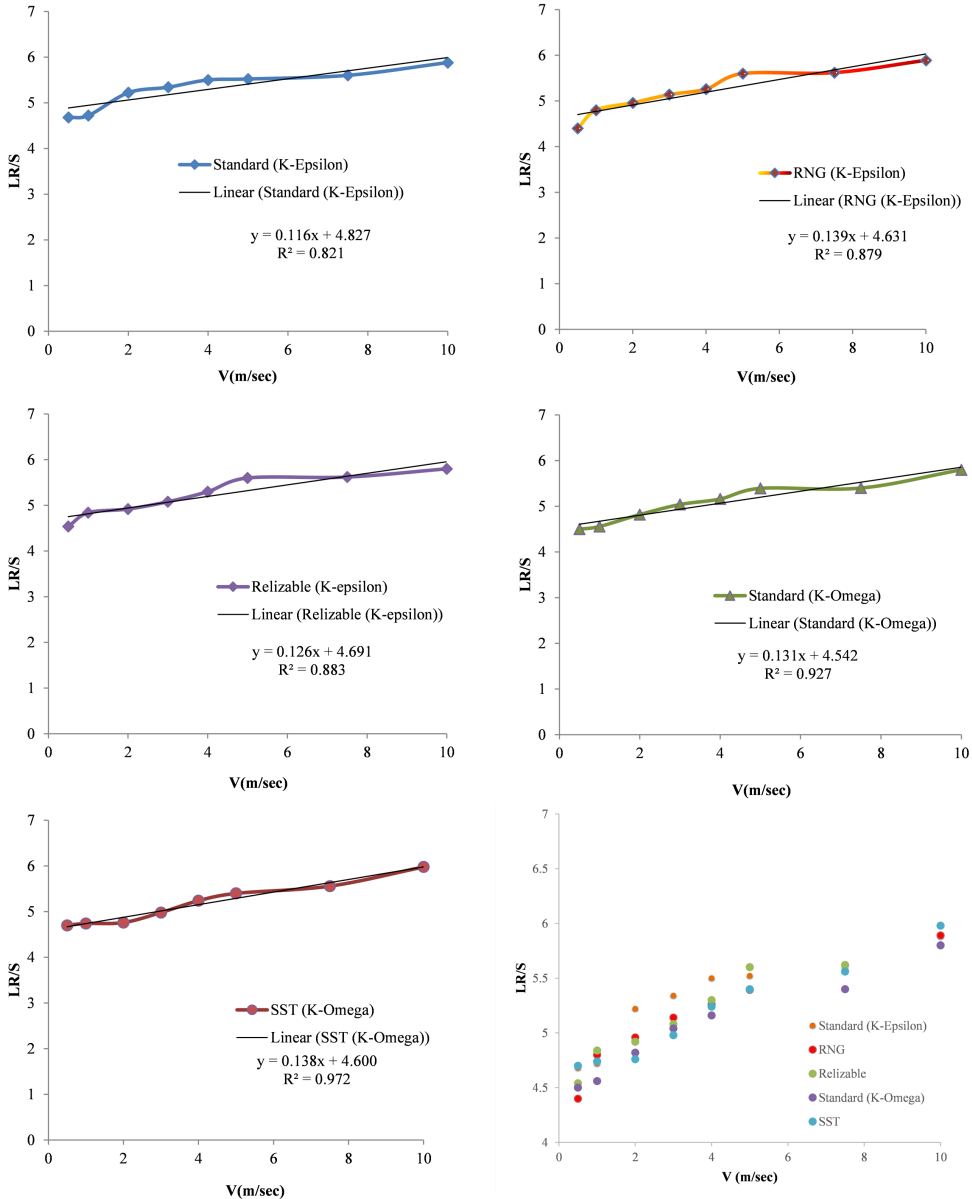 7
6
5
4
3
2
1
0
LR/S
Standard (K-Epsilon)
Linear (Standard (K-Epsilon))
y = 0.116x + 4.827
R² = 0.821
0 2 4 6 8 10
V(m/sec)
7
6
5
4
3
2
1
0
LR/S
RNG (K-Epsilon)
Linear (RNG (K-Epsilon))
y = 0.139x + 4.631
R² = 0.879
0 2 4 6 8 10
V(m/sec)
7
6
5
4
3
2
1
0
LR/S
Relizable (K-epsilon)
Linear (Relizable (K-epsilon))
y = 0.126x + 4.691
R² = 0.883
0 2 4 6 8 10
V(m/sec)
7
6
5
4
3
2
1
0
LR/S
Standard (K-Omega)
Linear (Standard (K-Omega))
y = 0.131x + 4.542
R² = 0.927
0 2 4 6 8 10
V(m/sec)
7
6
5
4
3
2
1
0
LR/S
SST (K-Omega)
Linear (SST (K-Omega))
y = 0.138x + 4.600
R² = 0.972
0 2 4 6 8 10
V(m/sec)
7
6.5
6
5.5
5
4.5
4
LR/S
Standard (K-Epsilon)
RNG
Relizable
Standard (K-Omega)
SST
0 2 4 6 8 10
V (m/sec)